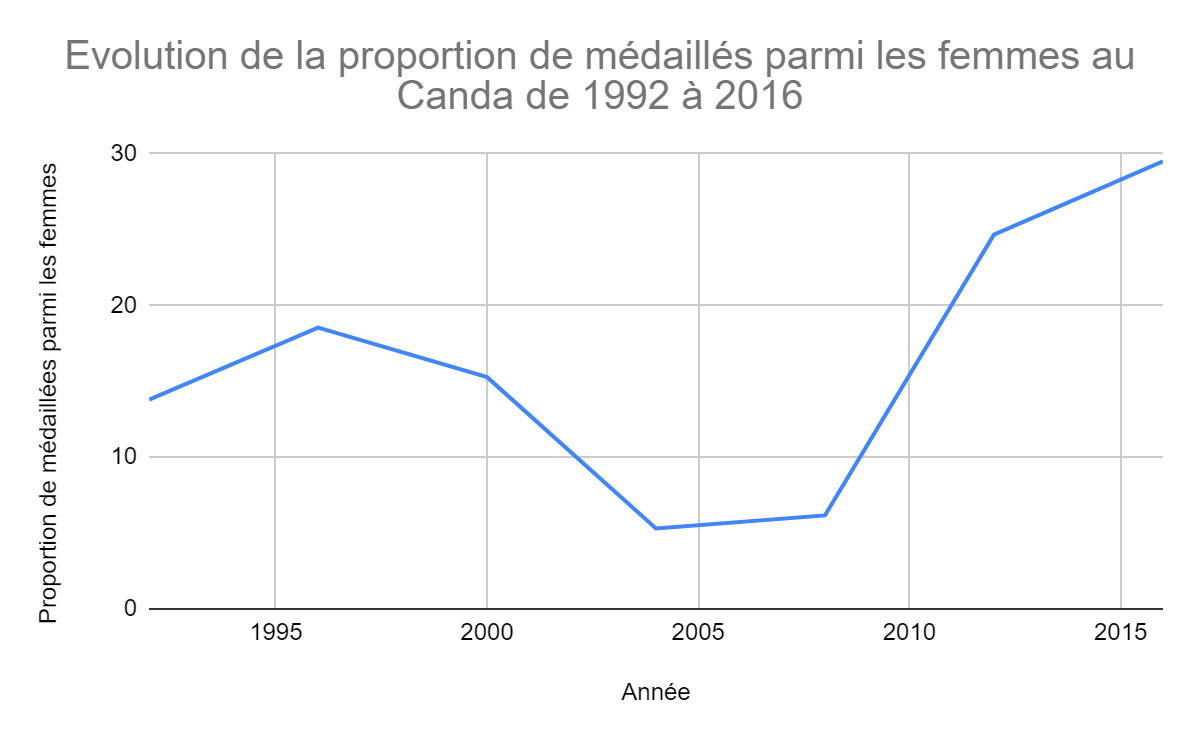 Evolution de la proportion de médaillés parmi les femmes au
Canda de 1992 à 2016
Proportion de médaillées parmi les femmes
30
20
10
0
1995 2000 2005 2010 2015
Année